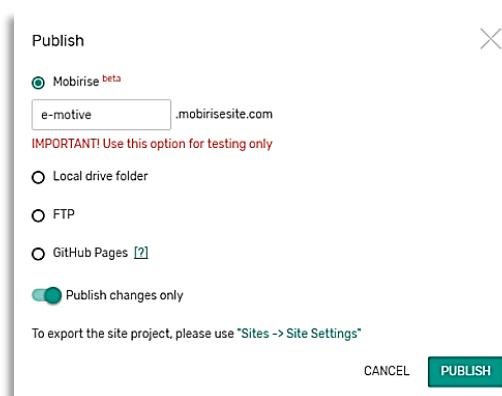 Publish
Mobirise beta
e-motive .mobirisesite.com
IMPORTANT! Use this option for testing only
Local drive folder
FTP
GitHub Pages [?]
Publish changes only
To export the site project, please use "Sites -> Site Settings"
CANCEL PUBLISH